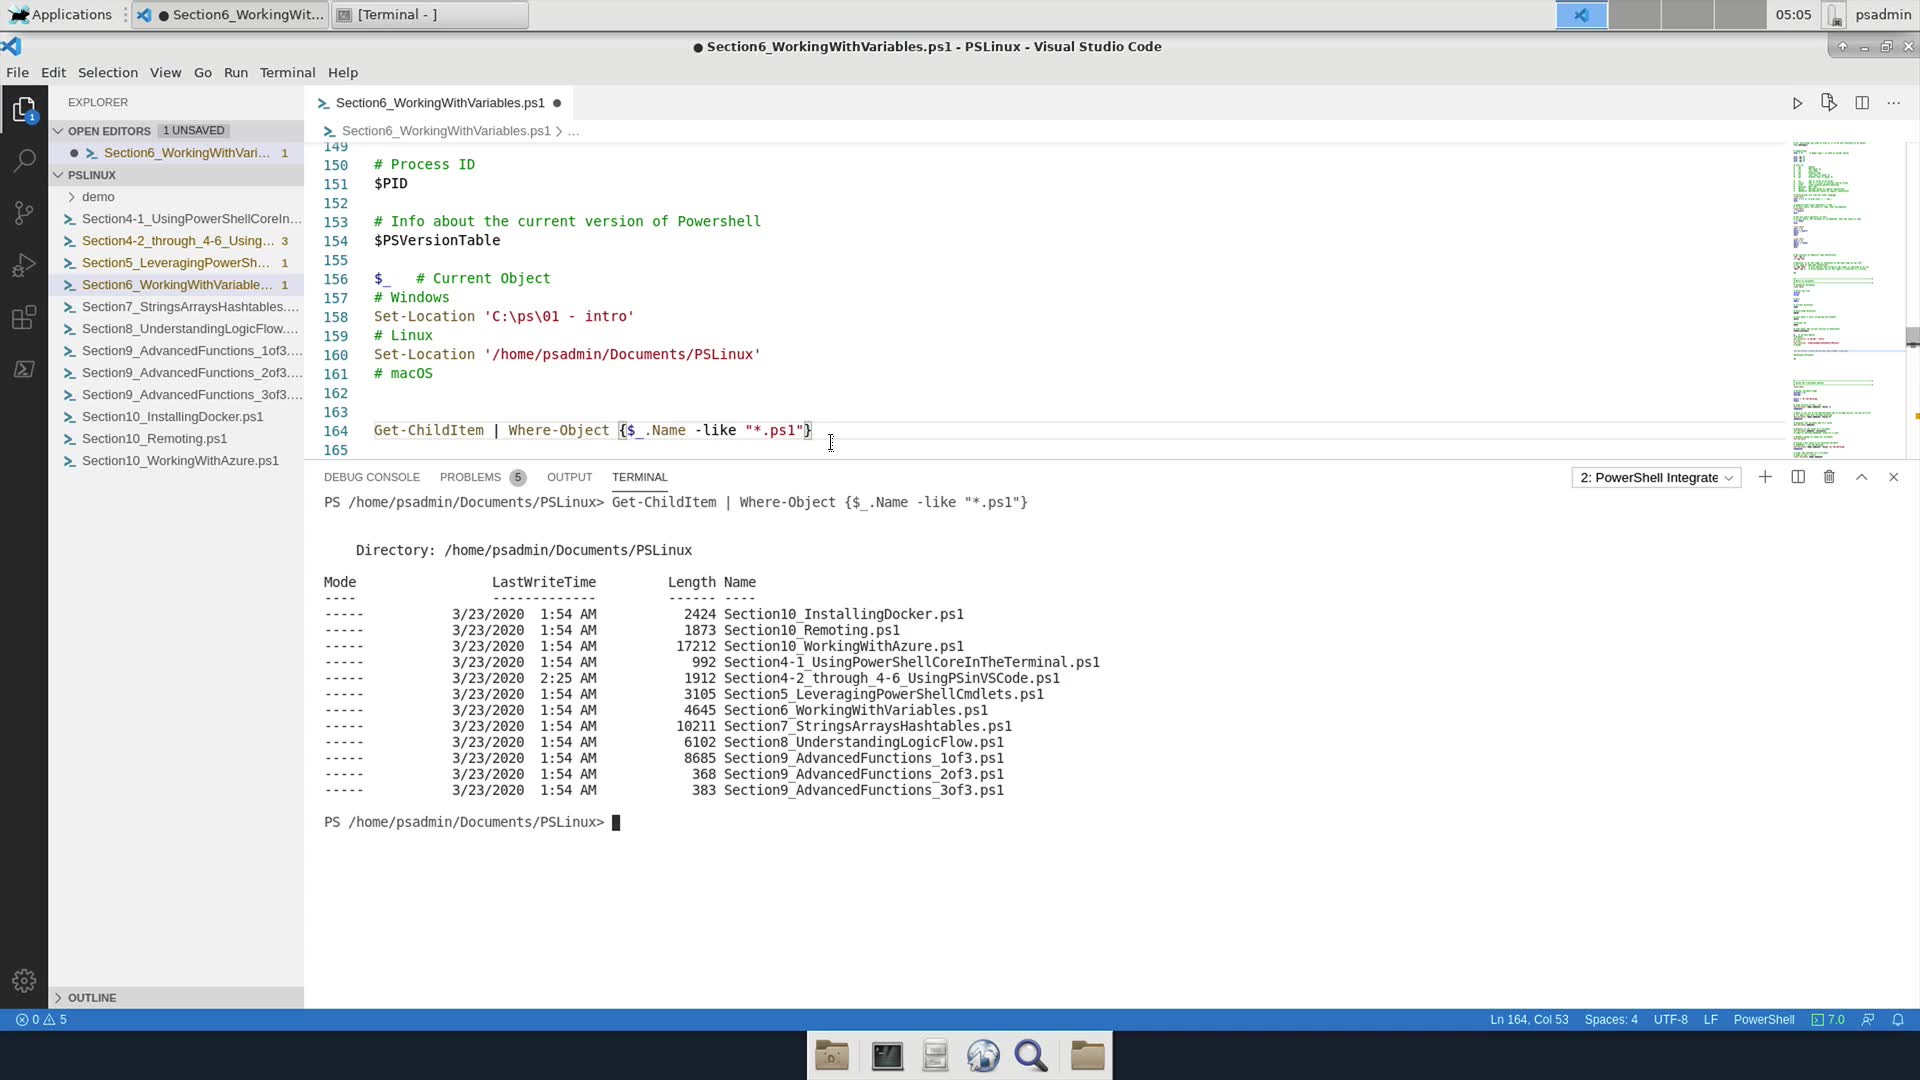 Applications
● Section6_WorkingWit...
[Terminal - ]
05:05
psadmin
● Section6_WorkingWithVariables.ps1 - PSLinux - Visual Studio Code
File Edit Selection View Go Run Terminal Help
EXPLORER
OPEN EDITORS 1 UNSAVED
Section6_WorkingWithVari... 1
PSLINUX
demo
Section4-1_UsingPowerShellCoreIn...
Section4-2_through_4-6_Using... 3
Section5_LeveragingPowerSh... 1
Section6_WorkingWithVariable... 1
Section7_StringsArraysHashtables....
Section8_UnderstandingLogicFlow....
Section9_AdvancedFunctions_1of3....
Section9_AdvancedFunctions_2of3....
Section9_AdvancedFunctions_3of3....
Section10_InstallingDocker.ps1
Section10_Remoting.ps1
Section10_WorkingWithAzure.ps1
OUTLINE
1
Section6_WorkingWithVariables.ps1 ●
Section6_WorkingWithVariables.ps1 > ...
149
150 # Process ID
151 $PID
152
153 # Info about the current version of Powershell
154 $PSVersionTable
155
156 $_ # Current Object
157 # Windows
158 Set-Location 'C:\ps\01 - intro'
159 # Linux
160 Set-Location '/home/psadmin/Documents/PSLinux'
161 # macOS
162
163
164 Get-ChildItem | Where-Object {$_.Name -like "*.ps1"}
165
DEBUG CONSOLE PROBLEMS 5 OUTPUT TERMINAL
2: PowerShell Integrate
PS /home/psadmin/Documents/PSLinux> Get-ChildItem | Where-Object {$_.Name -like "*.ps1"}
Directory: /home/psadmin/Documents/PSLinux
Mode LastWriteTime Length Name
---- ------------- ------ ----
----- 3/23/2020 1:54 AM 2424 Section10_InstallingDocker.ps1
----- 3/23/2020 1:54 AM 1873 Section10_Remoting.ps1
----- 3/23/2020 1:54 AM 17212 Section10_WorkingWithAzure.ps1
----- 3/23/2020 1:54 AM 992 Section4-1_UsingPowerShellCoreInTheTerminal.ps1
----- 3/23/2020 2:25 AM 1912 Section4-2_through_4-6_UsingPSinVSCode.ps1
----- 3/23/2020 1:54 AM 3105 Section5_LeveragingPowerShellCmdlets.ps1
----- 3/23/2020 1:54 AM 4645 Section6_WorkingWithVariables.ps1
----- 3/23/2020 1:54 AM 10211 Section7_StringsArraysHashtables.ps1
----- 3/23/2020 1:54 AM 6102 Section8_UnderstandingLogicFlow.ps1
----- 3/23/2020 1:54 AM 8685 Section9_AdvancedFunctions_1of3.ps1
----- 3/23/2020 1:54 AM 368 Section9_AdvancedFunctions_2of3.ps1
----- 3/23/2020 1:54 AM 383 Section9_AdvancedFunctions_3of3.ps1
PS /home/psadmin/Documents/PSLinux>
0 5
Ln 164, Col 53 Spaces: 4 UTF-8 LF PowerShell 7.0